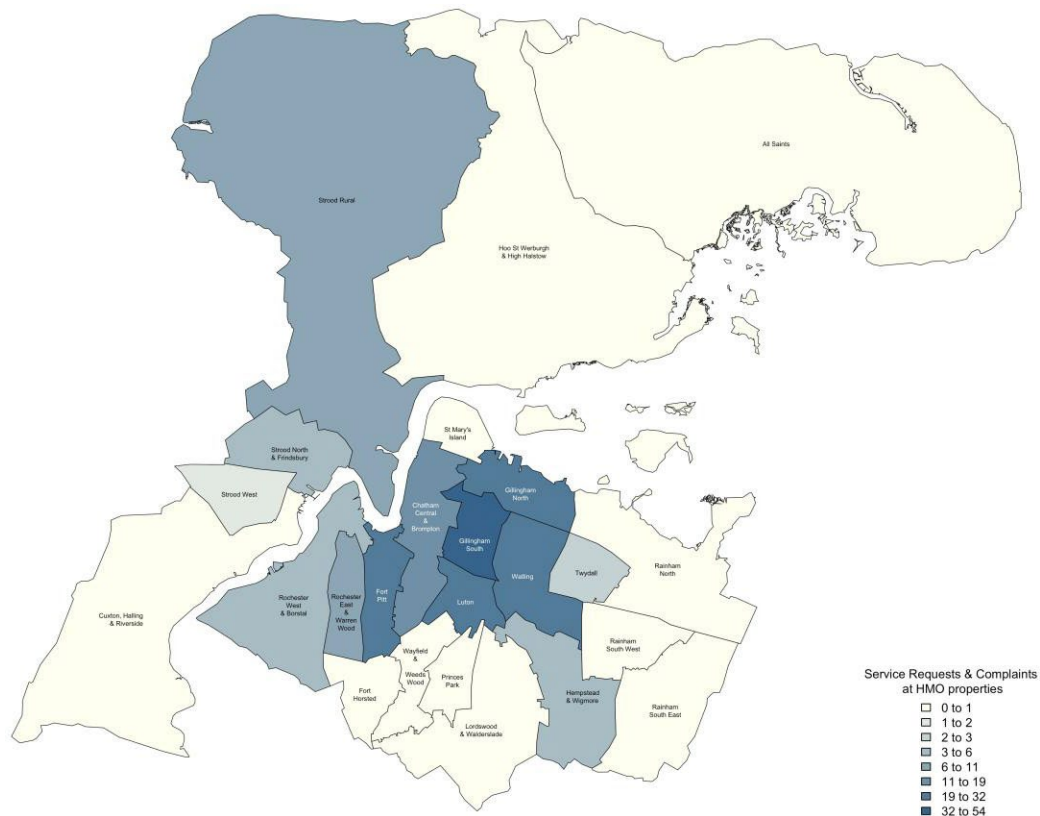 All Saints
Strood Rural
Hoo St Werburgh
& High Halstow
St Mary's
Island
Strood North
& Frindsbury
Strood West
Gillingham
North
Chatham
Central
&
Brompton
Gillingham
South
Watling
Twydall
Rainham
North
Cuxton, Halling
& Riverside
Rochester
West
& Borstal
Rochester
East
&
Warren
Wood
Fort
Pitt
Luton
Wayfield
&
Weeds
Wood
Princes
Park
Fort
Horsted
Lordswood
& Walderslade
Hempstead
& Wigmore
Rainham
South West
Rainham
South East
Service Requests & Complaints
at HMO properties
0 to 1
1 to 2
2 to 3
3 to 6
6 to 11
11 to 19
19 to 32
32 to 54